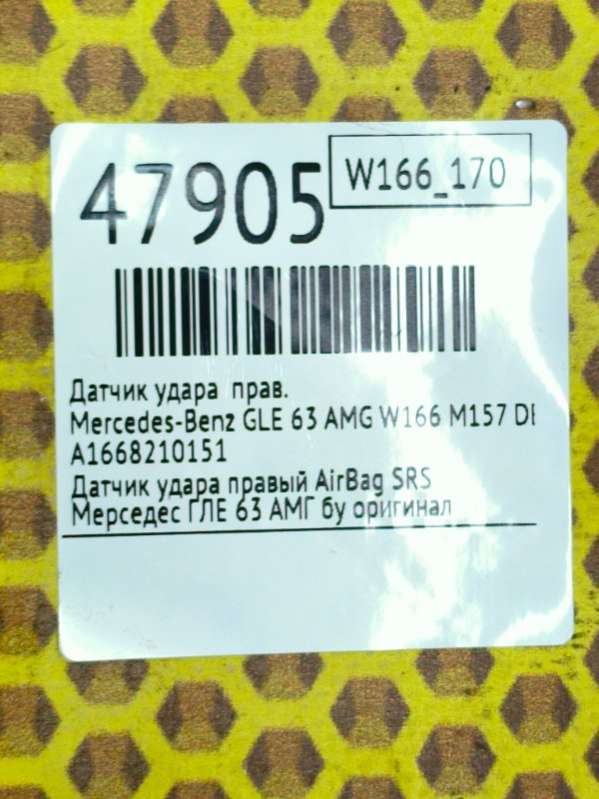 47905
W166_170
Датчик удара прав.
Mercedes-Benz GLE 63 AMG W166 M157 DE
A1668210151
Датчик удара правый AirBag SRS
Мерседес ГЛЕ 63 АМГ бу оригинал